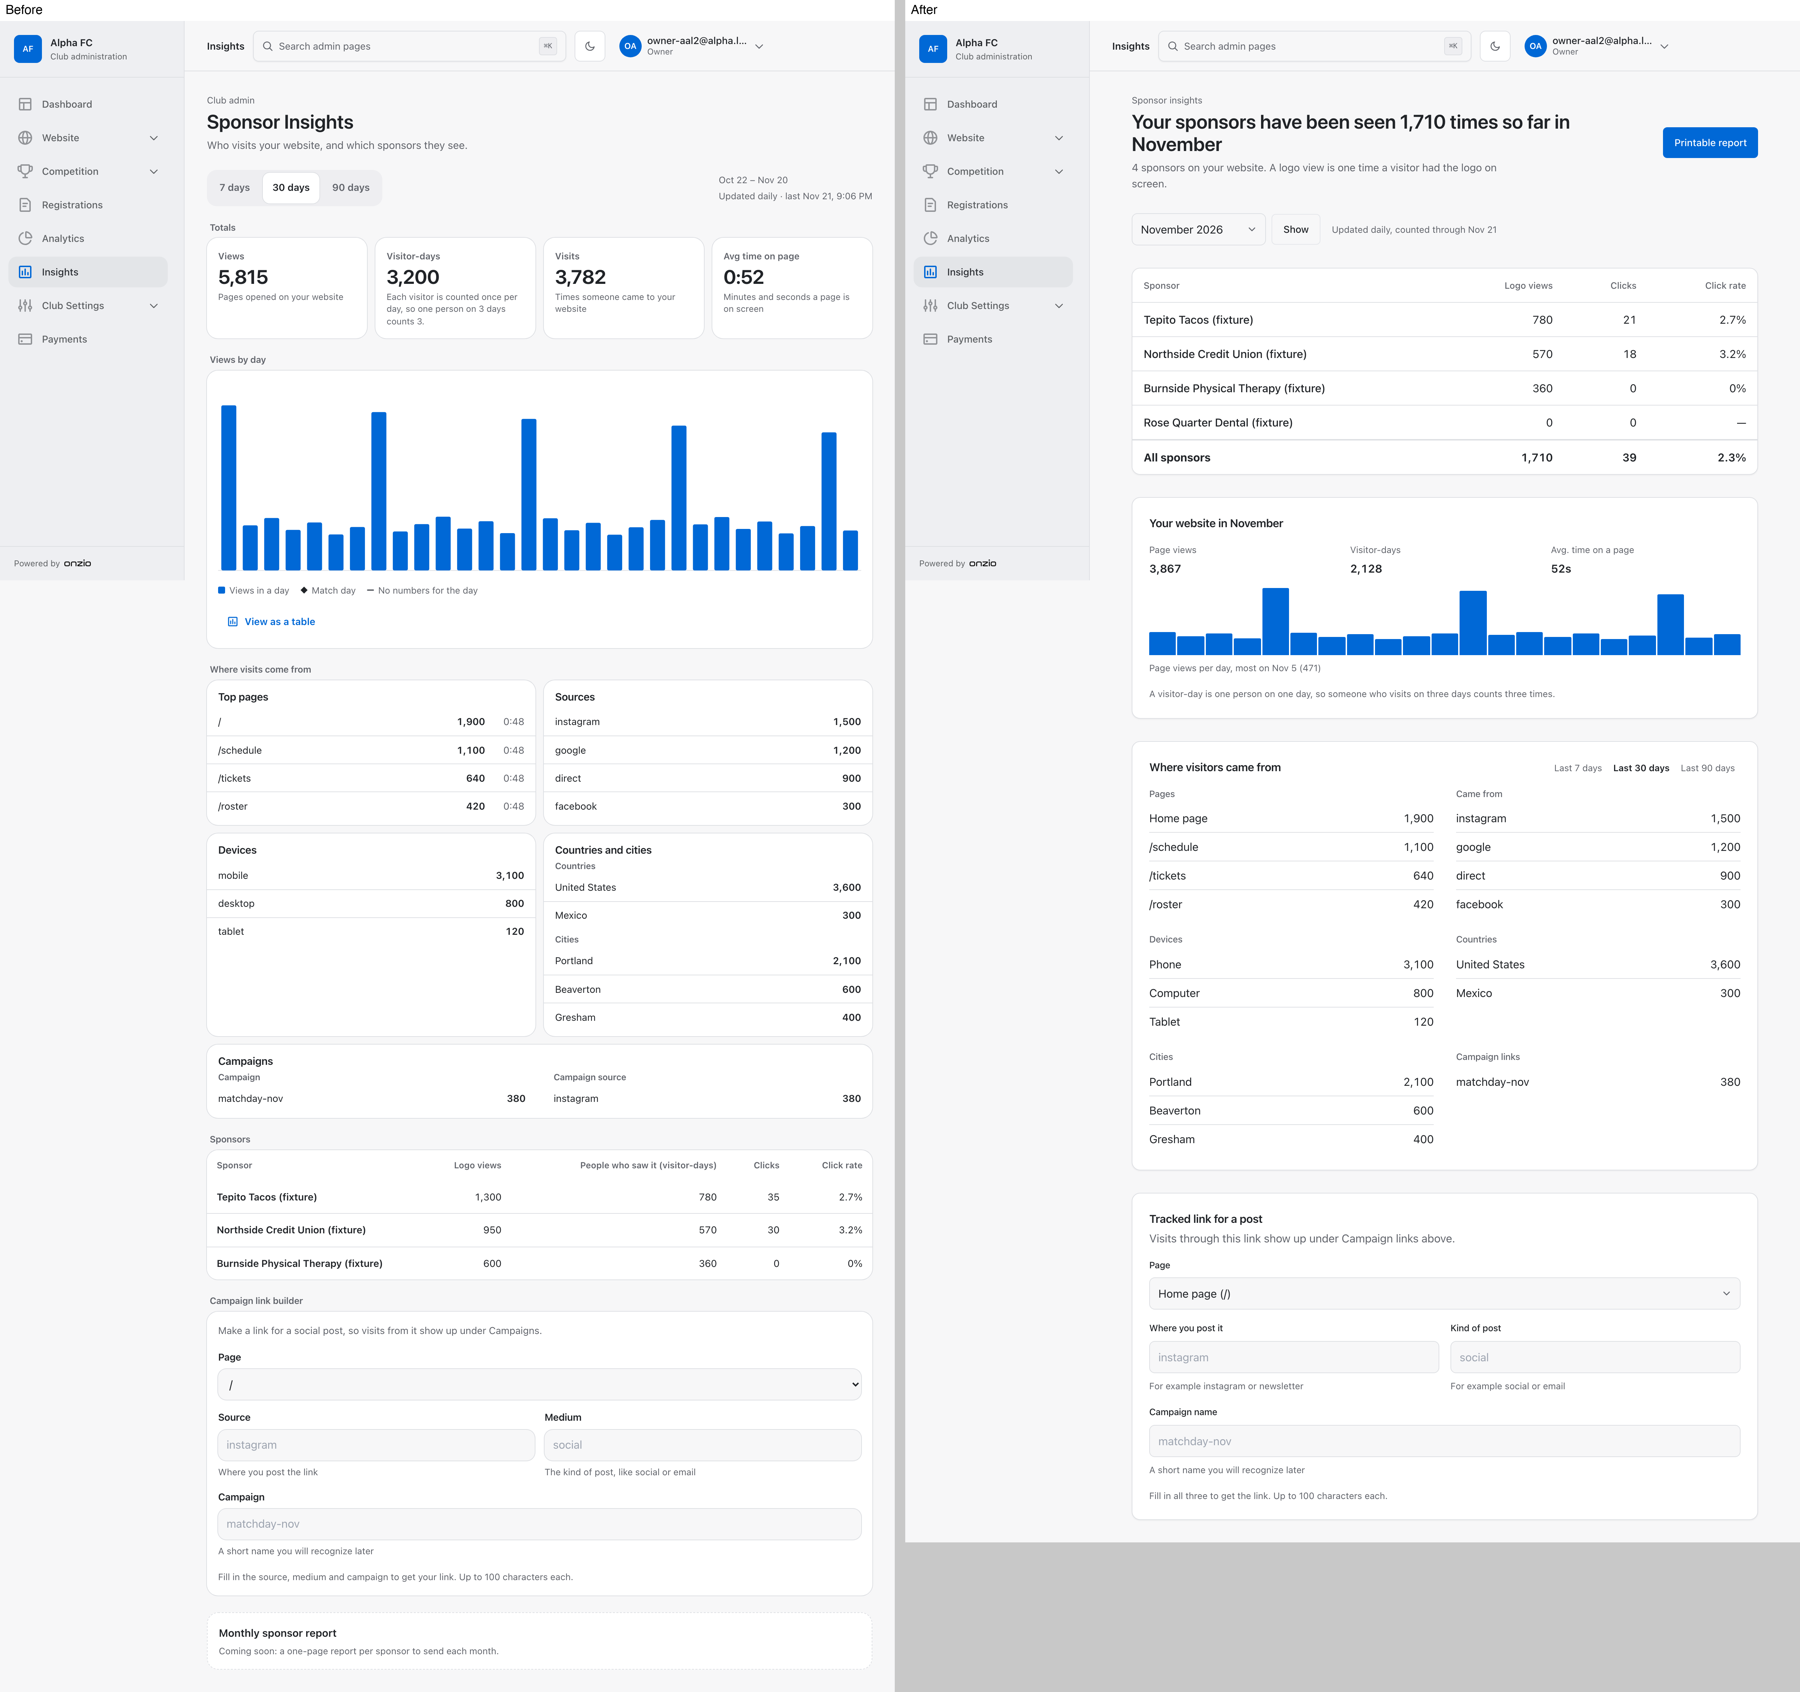 Before
AF
Alpha FC
Club administration
Dashboard
Website
Competition
Registrations
Analytics
Insights
Club Settings
Payments
Powered by onzio
Insights
Search admin pages
⌘K
OA
owner-aal2@alpha.l...
Owner
Club admin
Sponsor Insights
Who visits your website, and which sponsors they see.
7 days 30 days 90 days
Oct 22 – Nov 20
Updated daily · last Nov 21, 9:06 PM
Totals
Views
5,815
Pages opened on your website
Visitor-days
3,200
Each visitor is counted once per
day, so one person on 3 days
counts 3.
Visits
3,782
Times someone came to your
website
Avg time on page
0:52
Minutes and seconds a page is
on screen
Views by day
Views in a day Match day No numbers for the day
View as a table
Where visits come from
Top pages
/ 1,900 0:48
/schedule 1,100 0:48
/tickets 640 0:48
/roster 420 0:48
Sources
instagram 1,500
google 1,200
direct 900
facebook 300
Devices
mobile 3,100
desktop 800
tablet 120
Countries and cities
Countries
United States 3,600
Mexico 300
Cities
Portland 2,100
Beaverton 600
Gresham 400
Campaigns
Campaign
matchday-nov 380
Campaign source
instagram 380
Sponsors
Sponsor Logo views People who saw it (visitor-days) Clicks Click rate
Tepito Tacos (fixture) 1,300 780 35 2.7%
Northside Credit Union (fixture) 950 570 30 3.2%
Burnside Physical Therapy (fixture) 600 360 0 0%
Campaign link builder
Make a link for a social post, so visits from it show up under Campaigns.
Page
/
Source
instagram
Where you post the link
Medium
social
The kind of post, like social or email
Campaign
matchday-nov
A short name you will recognize later
Fill in the source, medium and campaign to get your link. Up to 100 characters each.
Monthly sponsor report
Coming soon: a one-page report per sponsor to send each month.
After
AF
Alpha FC
Club administration
Dashboard
Website
Competition
Registrations
Analytics
Insights
Club Settings
Payments
Powered by onzio
Insights
Search admin pages
⌘K
OA
owner-aal2@alpha.l...
Owner
Sponsor insights
Your sponsors have been seen 1,710 times so far in
November
4 sponsors on your website. A logo view is one time a visitor had the logo on
screen.
Printable report
November 2026
Show
Updated daily, counted through Nov 21
Sponsor Logo views Clicks Click rate
Tepito Tacos (fixture) 780 21 2.7%
Northside Credit Union (fixture) 570 18 3.2%
Burnside Physical Therapy (fixture) 360 0 0%
Rose Quarter Dental (fixture) 0 0 —
All sponsors 1,710 39 2.3%
Your website in November
Page views
3,867
Visitor-days
2,128
Avg. time on a page
52s
Page views per day, most on Nov 5 (471)
A visitor-day is one person on one day, so someone who visits on three days counts three times.
Where visitors came from
Last 7 days Last 30 days Last 90 days
Pages
Home page 1,900
/schedule 1,100
/tickets 640
/roster 420
Came from
instagram 1,500
google 1,200
direct 900
facebook 300
Devices
Phone 3,100
Computer 800
Tablet 120
Countries
United States 3,600
Mexico 300
Cities
Portland 2,100
Beaverton 600
Gresham 400
Campaign links
matchday-nov 380
Tracked link for a post
Visits through this link show up under Campaign links above.
Page
Home page (/)
Where you post it
instagram
For example instagram or newsletter
Kind of post
social
For example social or email
Campaign name
matchday-nov
A short name you will recognize later
Fill in all three to get the link. Up to 100 characters each.